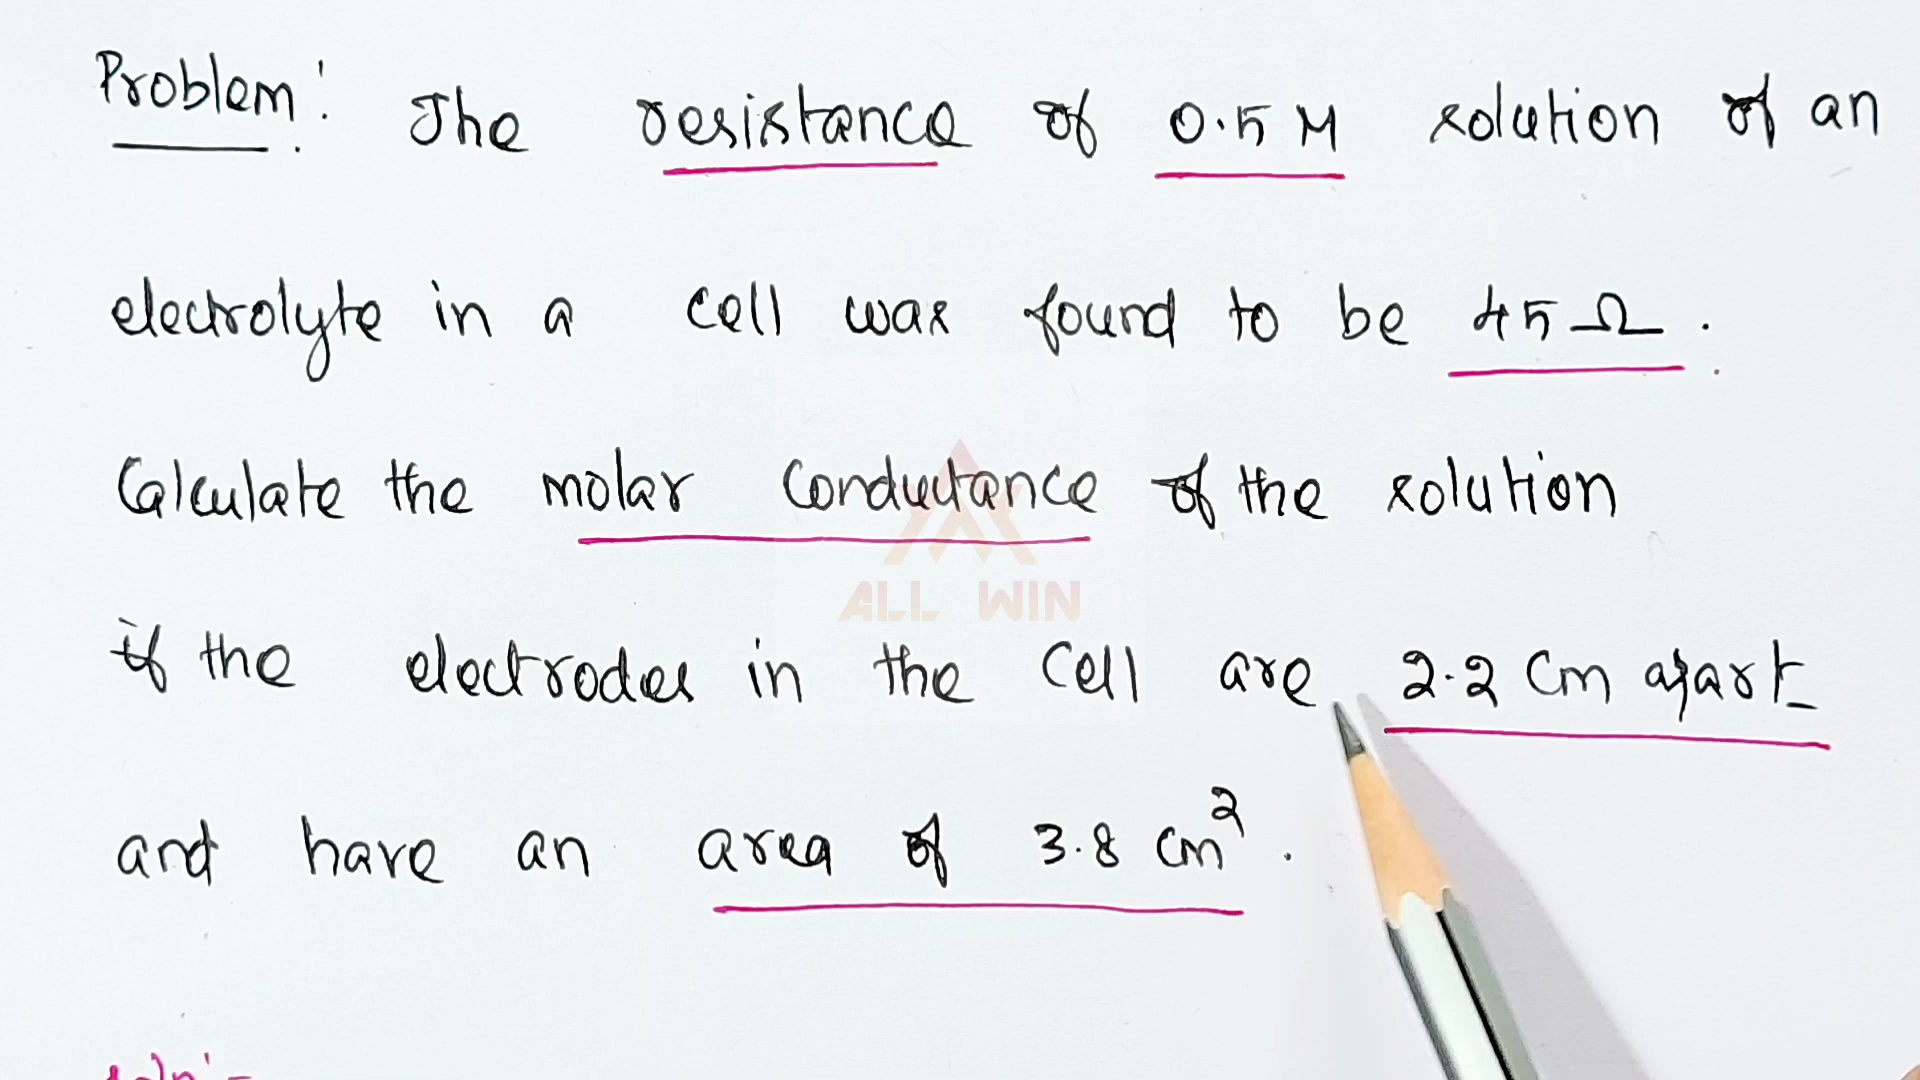 Problem: The resistance of 0.5 M solution of an
electrolyte in a cell was found to be 45 Ω.
Calculate the molar conductance of the solution
ALL WIN
if the electrodes in the cell are 2.2 cm apart
and have an area of 3.8 cm².